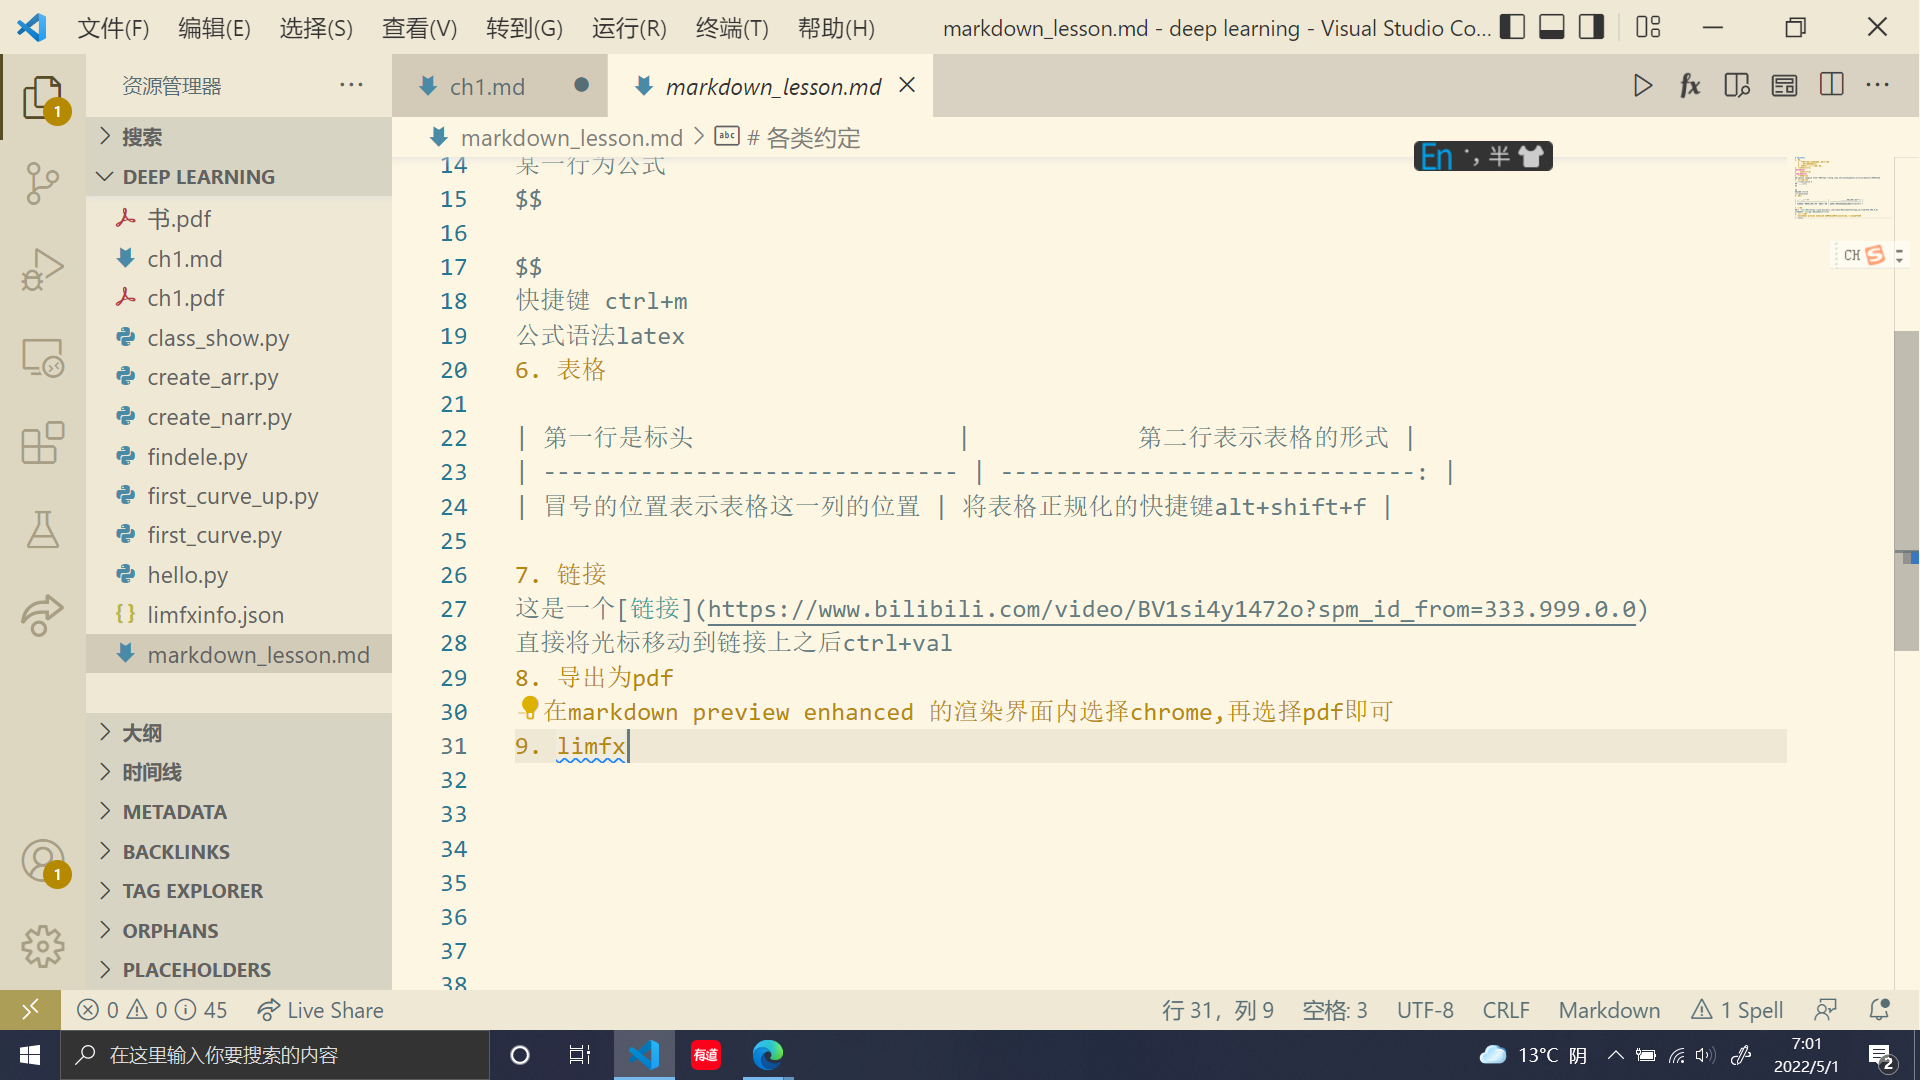 文件(F) 编辑(E) 选择(S) 查看(V) 转到(G) 运行(R) 终端(T) 帮助(H) markdown_lesson.md - deep learning - Visual Studio Co...
资源管理器
ch1.md
markdown_lesson.md
markdown_lesson.md > # 各类约定
En ·, 半
CH
1
搜索
DEEP LEARNING
书.pdf
ch1.md
ch1.pdf
class_show.py
create_arr.py
create_narr.py
findele.py
first_curve_up.py
first_curve.py
hello.py
{} limfxinfo.json
markdown_lesson.md
大纲
时间线
METADATA
BACKLINKS
TAG EXPLORER
ORPHANS
PLACEHOLDERS
1
14 某一行为公式
15 $$
16
17 $$
18 快捷键 ctrl+m
19 公式语法latex
20 6. 表格
21
22 | 第一行是标头 | 第二行表示表格的形式 |
23 | ------------------------------ | ------------------------------: |
24 | 冒号的位置表示表格这一列的位置 | 将表格正规化的快捷键alt+shift+f |
25
26 7. 链接
27 这是一个[链接](https://www.bilibili.com/video/BV1si4y1472o?spm_id_from=333.999.0.0)
28 直接将光标移动到链接上之后ctrl+val
29 8. 导出为pdf
30 在markdown preview enhanced 的渲染界面内选择chrome,再选择pdf即可
31 9. limfx
32
33
34
35
36
37
38
0 0 45 Live Share 行 31，列 9 空格: 3 UTF-8 CRLF Markdown 1 Spell
在这里输入你要搜索的内容
有道
13°C 阴
7:01
2022/5/1
2